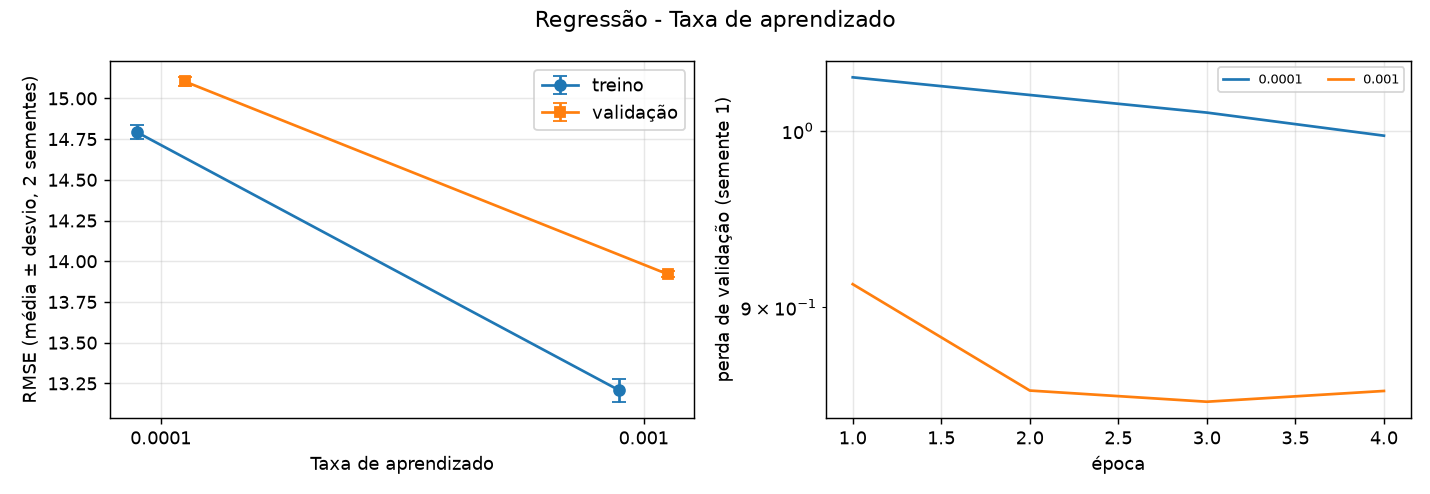 Regressão - Taxa de aprendizado
RMSE (média ± desvio, 2 sementes)
15.00
14.75
14.50
14.25
14.00
13.75
13.50
13.25
0.0001
0.001
Taxa de aprendizado
treino
validação
perda de validação (semente 1)
10⁰
9 × 10⁻¹
1.0
1.5
2.0
2.5
3.0
3.5
4.0
época
0.0001
0.001